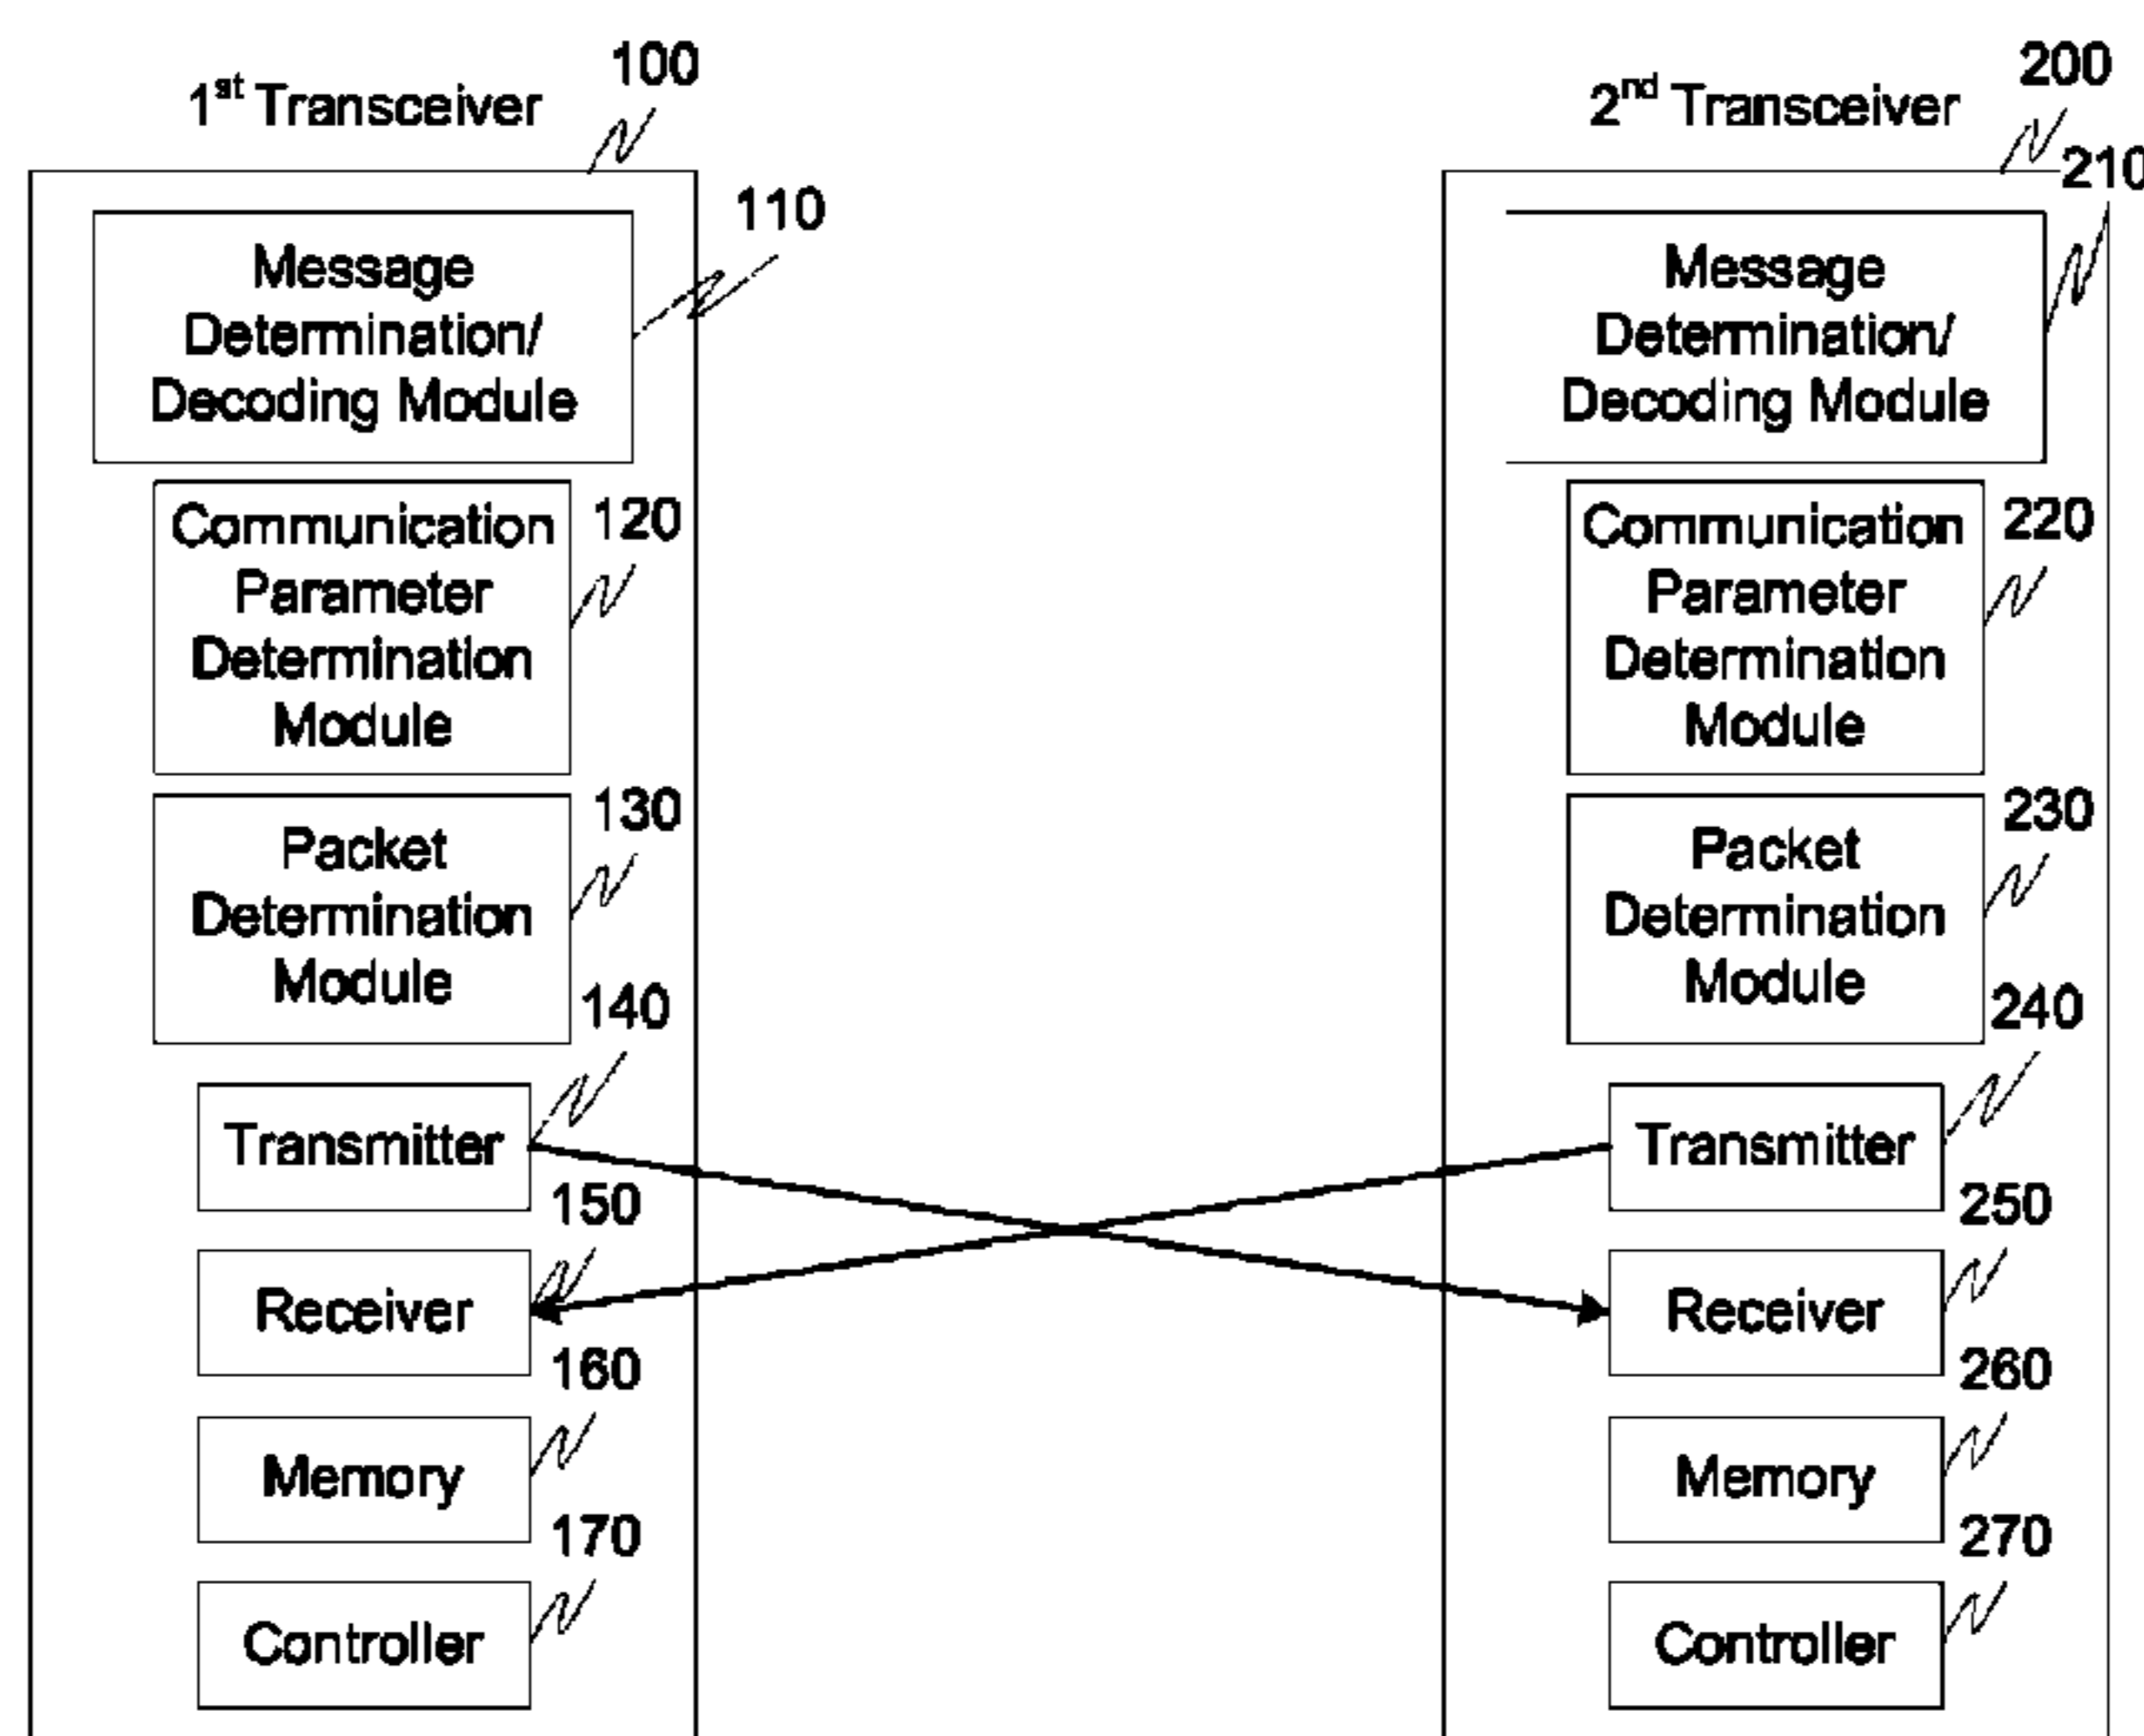 100
1st Transceiver
110
Message
Determination/
Decoding Module
Communication
Parameter
Determination
Module
120
130
Packet
Determination
Module
140
Transmitter
150
Receiver
160
Memory
170
Controller
200
2nd Transceiver
210
Message
Determination/
Decoding Module
Communication
Parameter
Determination
Module
220
230
Packet
Determination
Module
240
Transmitter
250
Receiver
260
Memory
270
Controller